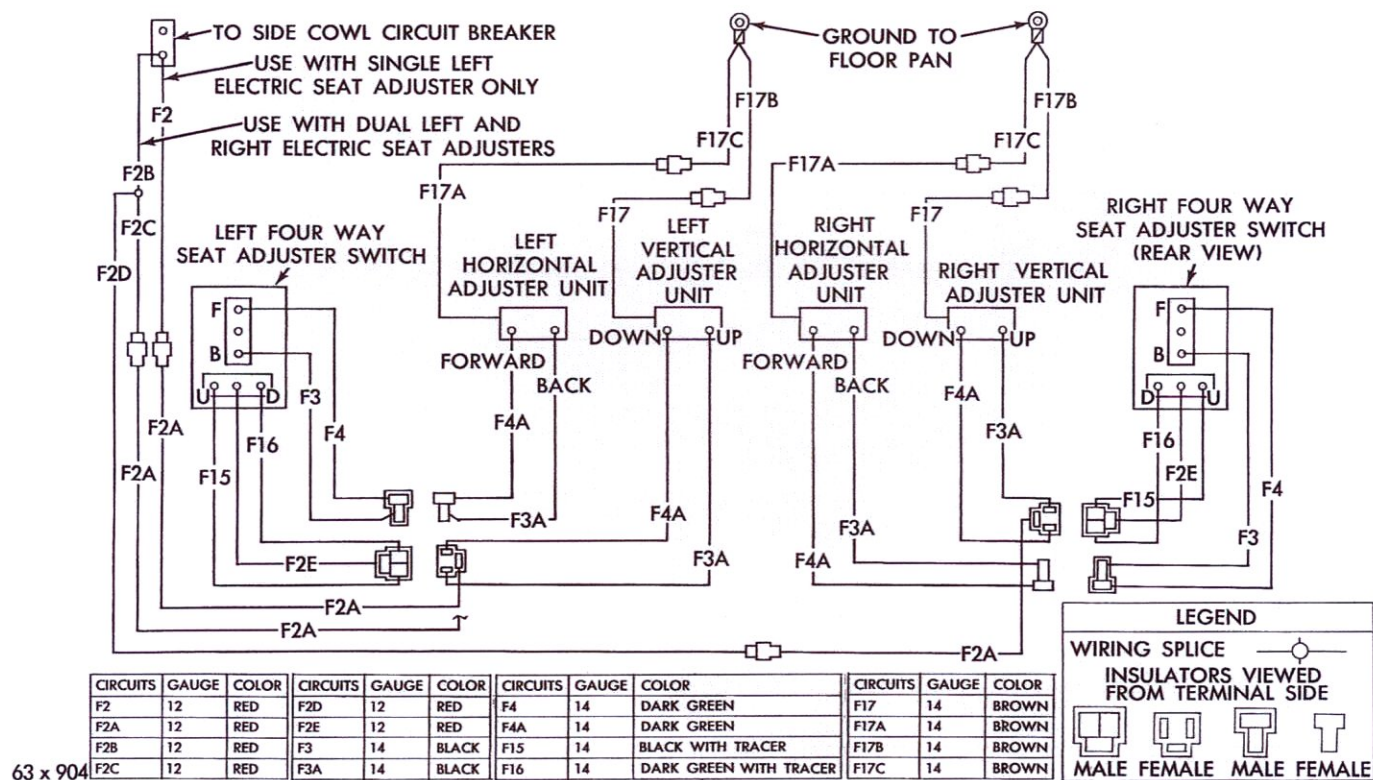 TO SIDE COWL CIRCUIT BREAKER
USE WITH SINGLE LEFT
ELECTRIC SEAT ADJUSTER ONLY
F2
USE WITH DUAL LEFT AND
RIGHT ELECTRIC SEAT ADJUSTERS
GROUND TO
FLOOR PAN
F17B
F17C
F17A
F17
F17B
F17C
F17A
F17
F2B
F2C
F2D
LEFT FOUR WAY
SEAT ADJUSTER SWITCH
LEFT
HORIZONTAL
ADJUSTER UNIT
LEFT
VERTICAL
ADJUSTER
UNIT
RIGHT
HORIZONTAL
ADJUSTER
UNIT
RIGHT VERTICAL
ADJUSTER UNIT
RIGHT FOUR WAY
SEAT ADJUSTER SWITCH
(REAR VIEW)
F
B
U D
F3
F4
F16
F15
F2A
F2A
F2E
FORWARD
BACK
F4A
F3A
DOWN UP
F4A
F3A
FORWARD
BACK
F4A
F3A
DOWN UP
F4A
F3A
F
B
D U
F16
F2E
F15
F4
F3
F2A
F2A
F2A
LEGEND
WIRING SPLICE
INSULATORS VIEWED
FROM TERMINAL SIDE
MALE FEMALE MALE FEMALE
CIRCUITS GAUGE COLOR CIRCUITS GAUGE COLOR CIRCUITS GAUGE COLOR CIRCUITS GAUGE COLOR
F2 12 RED F2D 12 RED F4 14 DARK GREEN F17 14 BROWN
F2A 12 RED F2E 12 RED F4A 14 DARK GREEN F17A 14 BROWN
F2B 12 RED F3 14 BLACK F15 14 BLACK WITH TRACER F17B 14 BROWN
F2C 12 RED F3A 14 BLACK F16 14 DARK GREEN WITH TRACER F17C 14 BROWN
63 x 904